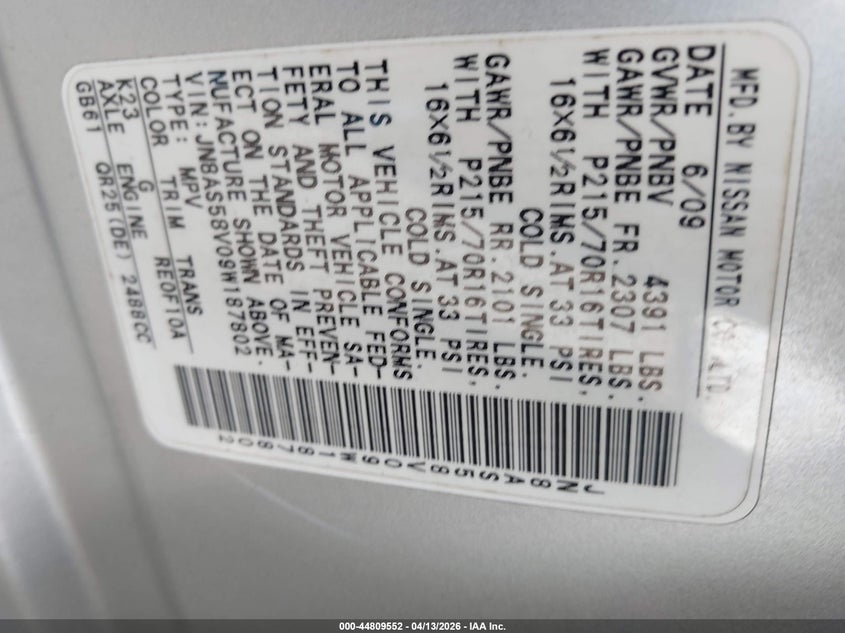 MFD.BY NISSAN MOTOR CO.,LTD.
DATE 6/09
GVWR/PNBV 4391 LBS.
GAWR/PNBE FR.2307 LBS.
WITH P215/70R16TIRES,
16X6½RIMS.AT 33 PSI
COLD SINGLE.
GAWR/PNBE RR.2101 LBS.
WITH P215/70R16TIRES,
16X6½RIMS.AT 33 PSI
COLD SINGLE.
THIS VEHICLE CONFORMS
TO ALL APPLICABLE FED-
ERAL MOTOR VEHICLE SA-
FETY AND THEFT PREVEN-
TION STANDARDS IN EFF-
ECT ON THE DATE OF MA-
NUFACTURE SHOWN ABOVE.
VIN:JN8AS58V09W187802
TYPE: MPV
COLOR TRIM TRANS
K23 G RE0F10A
AXLE ENGINE
GB61 QR25(DE) 2488CC
JN8AS58V09W187802
000-44809552 - 04/13/2026 - IAA Inc.